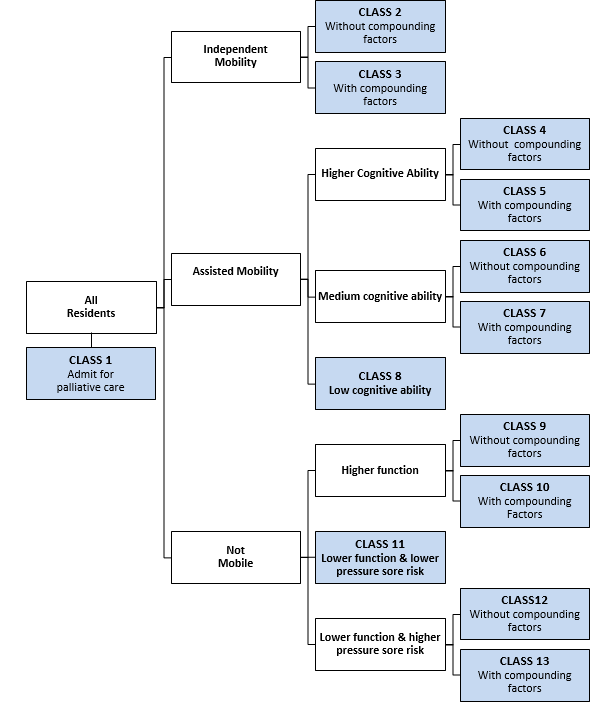 CLASS 2
Without compounding
factors
Independent
Mobility
CLASS 3
With compounding
factors
CLASS 4
Without compounding
factors
Higher Cognitive Ability
CLASS 5
With compounding
factors
Assisted Mobility
CLASS 6
Without compounding
factors
Medium cognitive ability
CLASS 7
With compounding
factors
All
Residents
CLASS 1
Admit for
palliative care
CLASS 8
Low cognitive ability
CLASS 9
Without compounding
factors
Higher function
CLASS 10
With compounding
Factors
Not
Mobile
CLASS 11
Lower function & lower
pressure sore risk
CLASS12
Without compounding
factors
Lower function & higher
pressure sore risk
CLASS 13
With compounding
factors